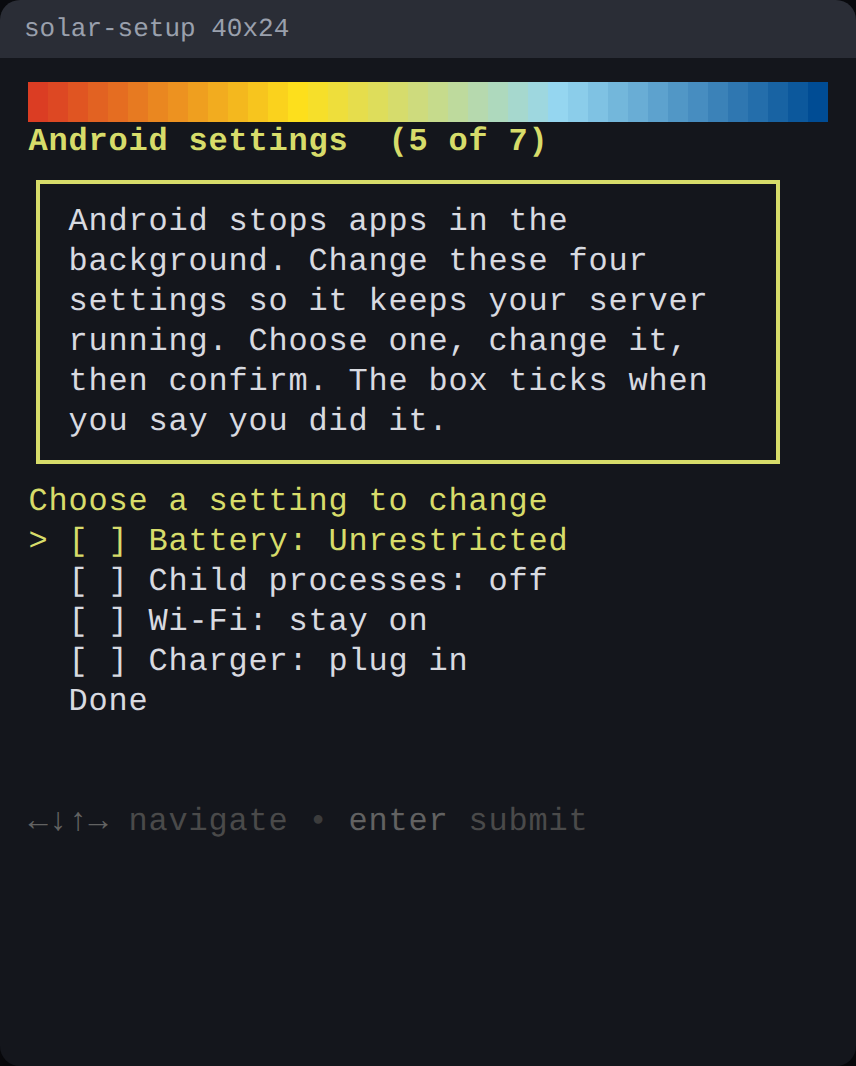 solar-setup 40x24
Android settings  (5 of 7)
Android stops apps in the
background. Change these four
settings so it keeps your server
running. Choose one, change it,
then confirm. The box ticks when
you say you did it.
Choose a setting to change
> [ ] Battery: Unrestricted
[ ] Child processes: off
[ ] Wi-Fi: stay on
[ ] Charger: plug in
Done
←↓↑→ navigate • enter submit